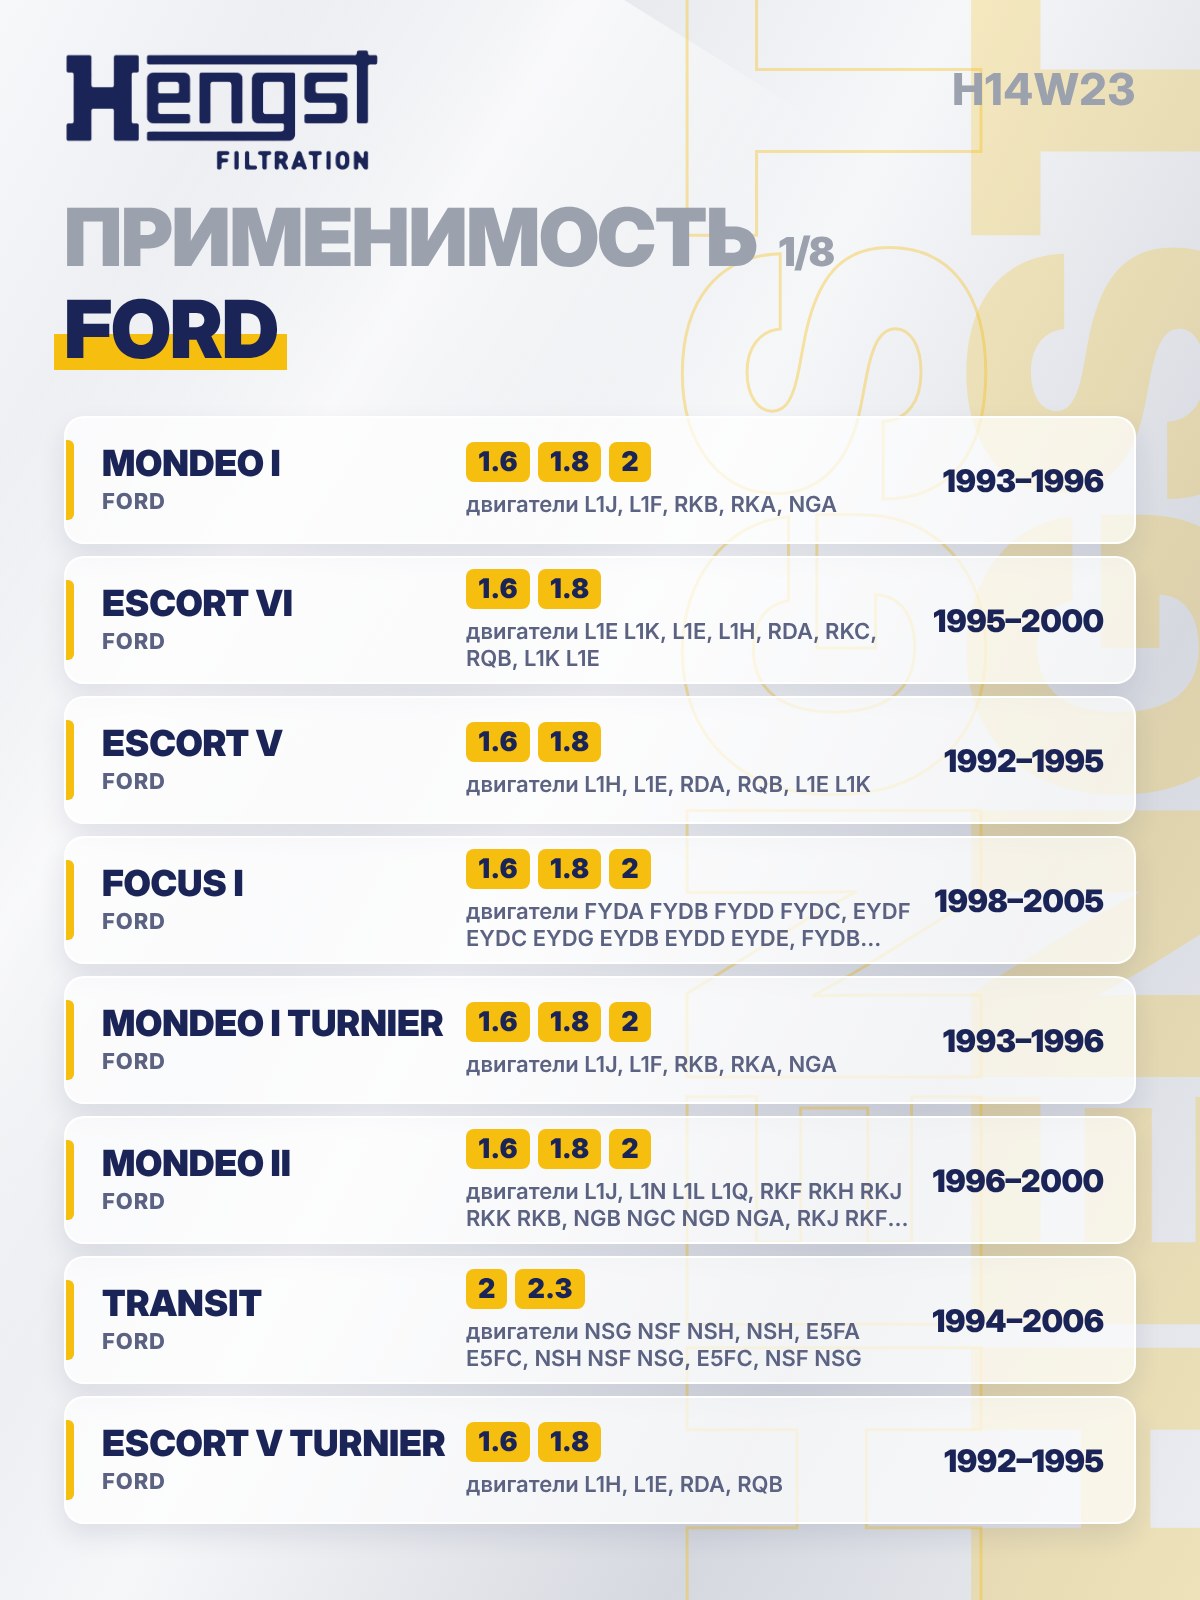 Hengst
FILTRATION
H14W23
ПРИМЕНИМОСТЬ 1/8
FORD
MONDEO I
FORD
1.6 1.8 2
двигатели L1J, L1F, RKB, RKA, NGA
1993–1996
ESCORT VI
FORD
1.6 1.8
двигатели L1E L1K, L1E, L1H, RDA, RKC,
RQB, L1K L1E
1995–2000
ESCORT V
FORD
1.6 1.8
двигатели L1H, L1E, RDA, RQB, L1E L1K
1992–1995
FOCUS I
FORD
1.6 1.8 2
двигатели FYDA FYDB FYDD FYDC, EYDF
EYDC EYDG EYDB EYDD EYDE, FYDB...
1998–2005
MONDEO I TURNIER
FORD
1.6 1.8 2
двигатели L1J, L1F, RKB, RKA, NGA
1993–1996
MONDEO II
FORD
1.6 1.8 2
двигатели L1J, L1N L1L L1Q, RKF RKH RKJ
RKK RKB, NGB NGC NGD NGA, RKJ RKF...
1996–2000
TRANSIT
FORD
2 2.3
двигатели NSG NSF NSH, NSH, E5FA
E5FC, NSH NSF NSG, E5FC, NSF NSG
1994–2006
ESCORT V TURNIER
FORD
1.6 1.8
двигатели L1H, L1E, RDA, RQB
1992–1995
HENGST
HENGST